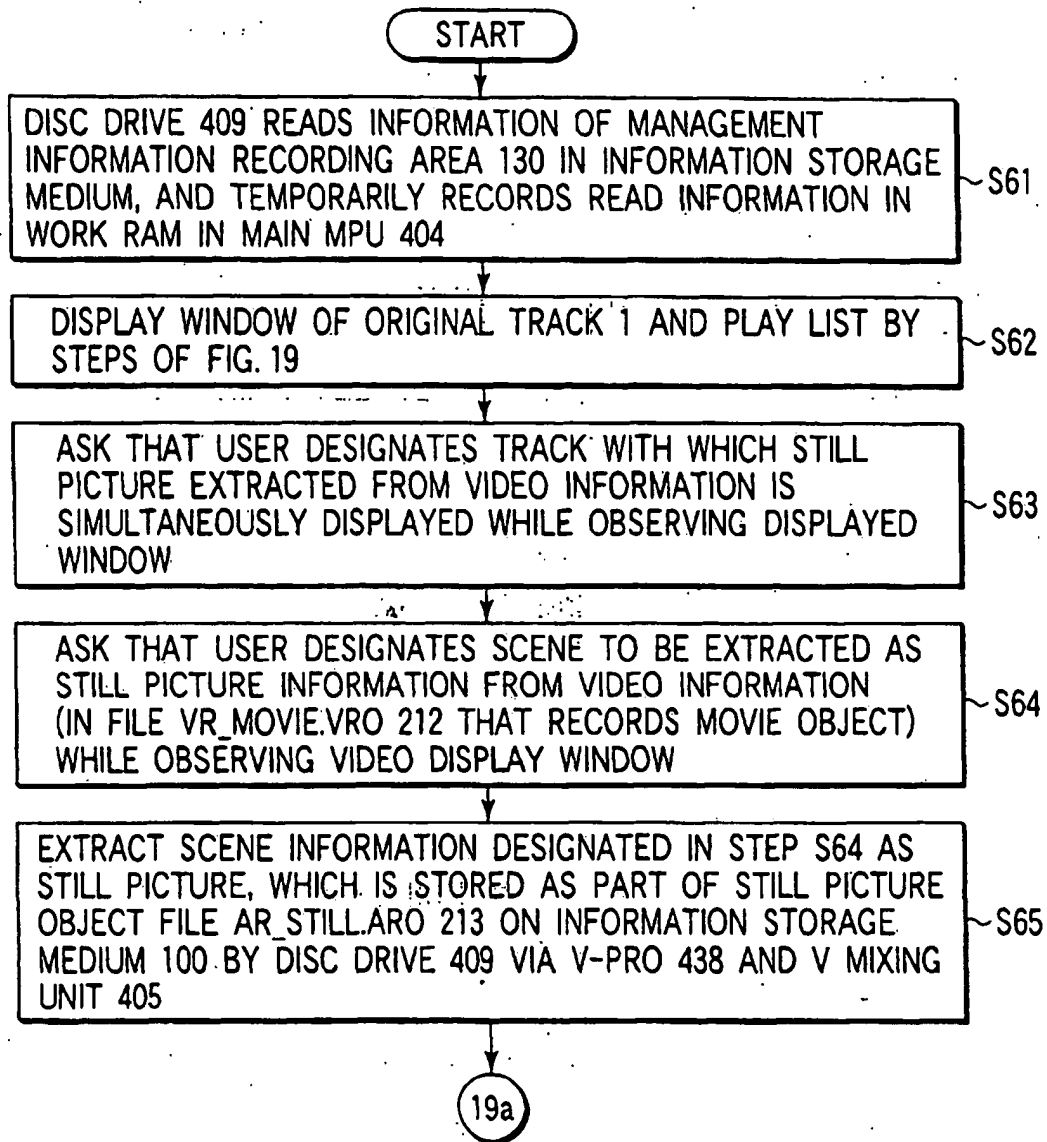 START
DISC DRIVE 409 READS INFORMATION OF MANAGEMENT
INFORMATION RECORDING AREA 130 IN INFORMATION STORAGE
MEDIUM, AND TEMPORARILY RECORDS READ INFORMATION IN
WORK RAM IN MAIN MPU 404
S61
DISPLAY WINDOW OF ORIGINAL TRACK 1 AND PLAY LIST BY
STEPS OF FIG. 19
S62
ASK THAT USER DESIGNATES TRACK WITH WHICH STILL
PICTURE EXTRACTED FROM VIDEO INFORMATION IS
SIMULTANEOUSLY DISPLAYED WHILE OBSERVING DISPLAYED
WINDOW
S63
ASK THAT USER DESIGNATES SCENE TO BE EXTRACTED AS
STILL PICTURE INFORMATION FROM VIDEO INFORMATION
(IN FILE VR_MOVIE.VRO 212 THAT RECORDS MOVIE OBJECT)
WHILE OBSERVING VIDEO DISPLAY WINDOW
S64
EXTRACT SCENE INFORMATION DESIGNATED IN STEP S64 AS
STILL PICTURE, WHICH IS STORED AS PART OF STILL PICTURE
OBJECT FILE AR_STILL.ARO 213 ON INFORMATION STORAGE
MEDIUM 100 BY DISC DRIVE 409 VIA V-PRO 438 AND V MIXING
UNIT 405
S65
19a